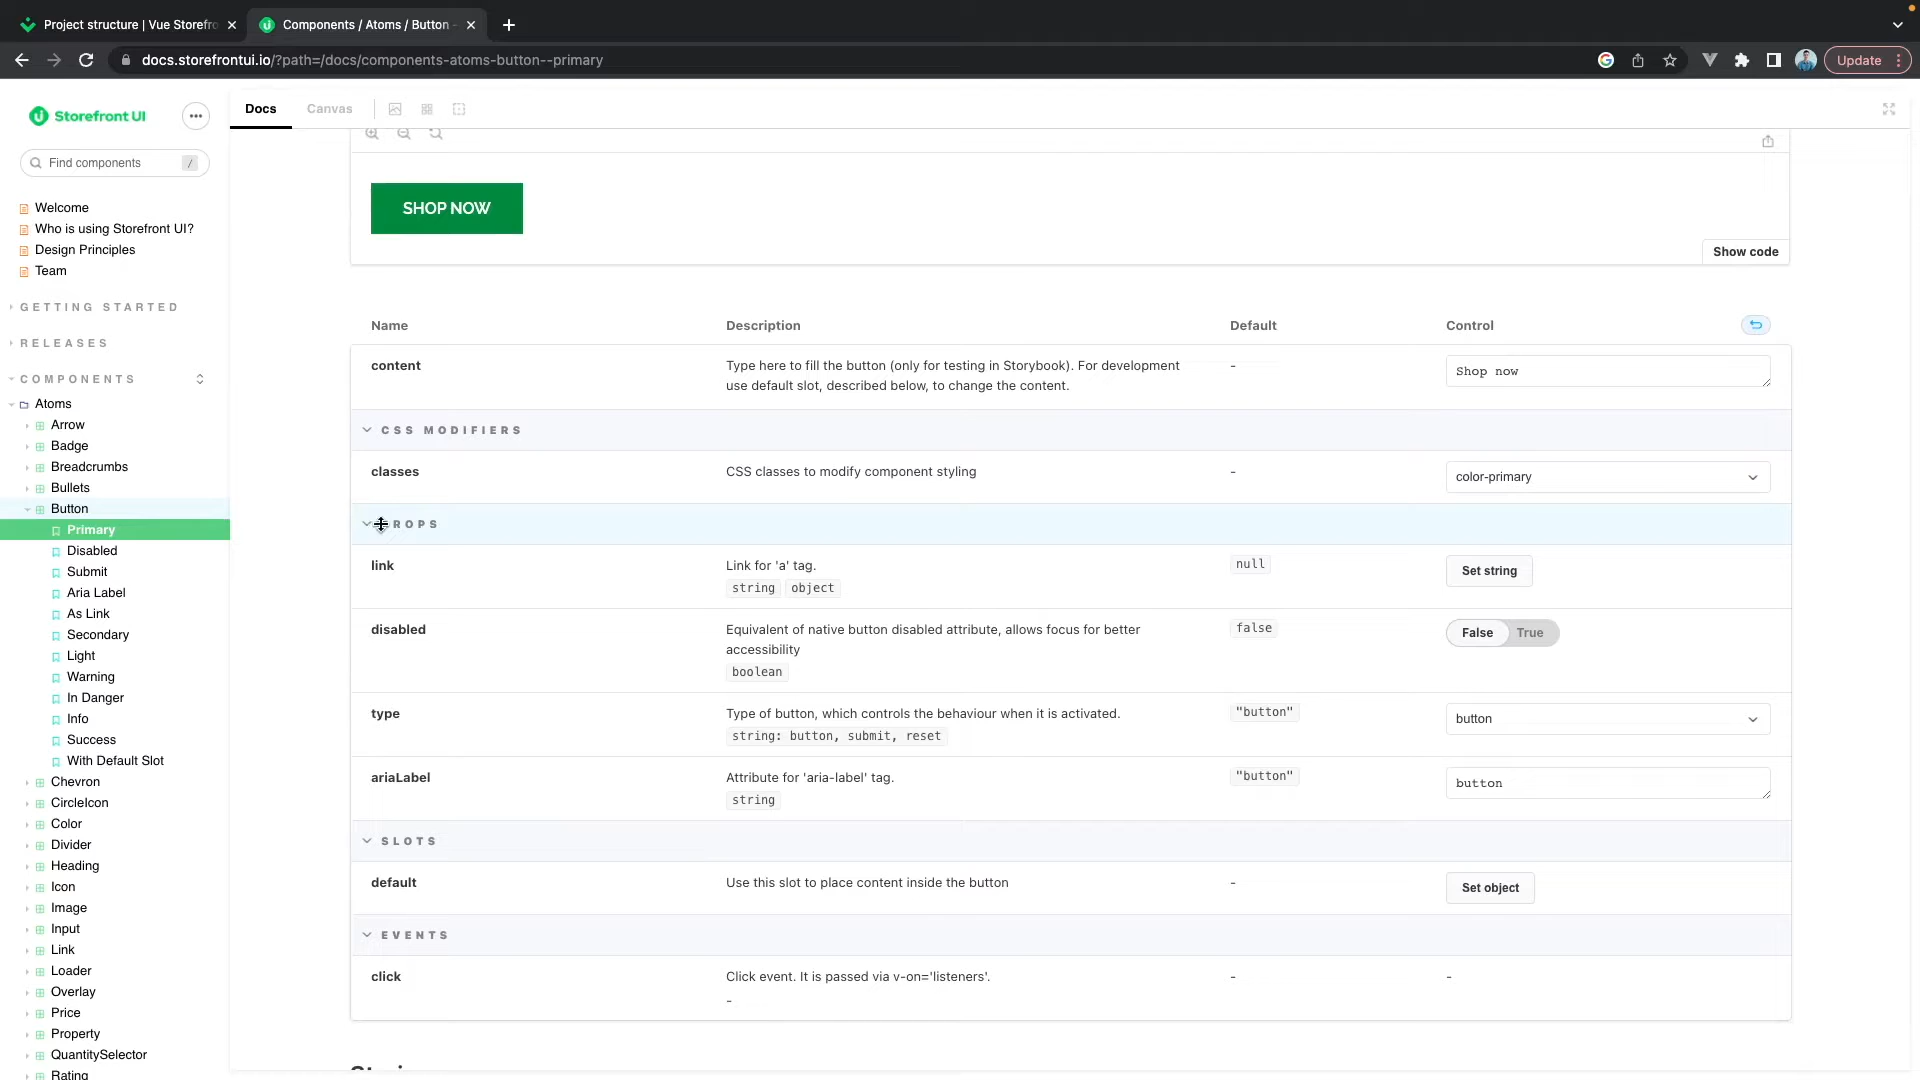 Project structure | Vue Storefro
Components / Atoms / Button -
docs.storefrontui.io/?path=/docs/components-atoms-button--primary
Update
Storefront UI
Find components
/
Welcome
Who is using Storefront UI?
Design Principles
Team
GETTING STARTED
RELEASES
COMPONENTS
Atoms
Arrow
Badge
Breadcrumbs
Bullets
Button
Primary
Disabled
Submit
Aria Label
As Link
Secondary
Light
Warning
In Danger
Info
Success
With Default Slot
Chevron
CircleIcon
Color
Divider
Heading
Icon
Image
Input
Link
Loader
Overlay
Price
Property
QuantitySelector
Rating
Docs
Canvas
SHOP NOW
Show code
Name Description Default Control
content
Type here to fill the button (only for testing in Storybook). For development
use default slot, described below, to change the content.
-
Shop now
CSS MODIFIERS
classes
CSS classes to modify component styling
-
color-primary
ROPS
link
Link for 'a' tag.
string object
null
Set string
disabled
Equivalent of native button disabled attribute, allows focus for better
accessibility
boolean
false
False True
type
Type of button, which controls the behaviour when it is activated.
string: button, submit, reset
"button"
button
ariaLabel
Attribute for 'aria-label' tag.
string
"button"
button
SLOTS
default
Use this slot to place content inside the button
-
Set object
EVENTS
click
Click event. It is passed via v-on='listeners'.
-
-
-